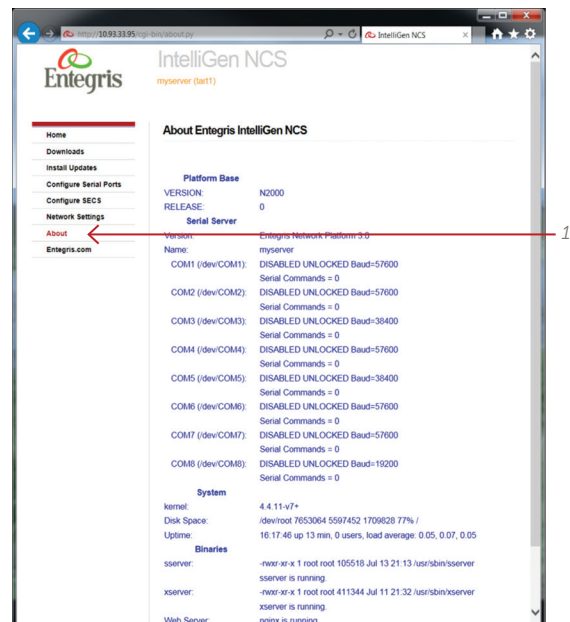 http://10.93.33.95/cgi-bin/about.py
IntelliGen NCS
Entegris
IntelliGen NCS
myserver (tart1)
Home
Downloads
Install Updates
Configure Serial Ports
Configure SECS
Network Settings
About
Entegris.com
1
About Entegris IntelliGen NCS
Platform Base
VERSION: N2000
RELEASE: 0
Serial Server
Version: Entegris Network Platform 3.0
Name: myserver
COM1 (/dev/COM1): DISABLED UNLOCKED Baud=57600
Serial Commands = 0
COM2 (/dev/COM2): DISABLED UNLOCKED Baud=57600
Serial Commands = 0
COM3 (/dev/COM3): DISABLED UNLOCKED Baud=38400
Serial Commands = 0
COM4 (/dev/COM4): DISABLED UNLOCKED Baud=57600
Serial Commands = 0
COM5 (/dev/COM5): DISABLED UNLOCKED Baud=38400
Serial Commands = 0
COM6 (/dev/COM6): DISABLED UNLOCKED Baud=57600
Serial Commands = 0
COM7 (/dev/COM7): DISABLED UNLOCKED Baud=57600
Serial Commands = 0
COM8 (/dev/COM8): DISABLED UNLOCKED Baud=19200
Serial Commands = 0
System
kernel: 4.4.11-v7+
Disk Space: /dev/root 7653064 5597452 1709828 77% /
Uptime: 16:17:46 up 13 min, 0 users, load average: 0.05, 0.07, 0.05
Binaries
sserver: -rwxr-xr-x 1 root root 105518 Jul 13 21:13 /usr/sbin/sserver
sserver is running.
xserver: -rwxr-xr-x 1 root root 411344 Jul 11 21:32 /usr/sbin/xserver
xserver is running.
Web Server: nginx is running.